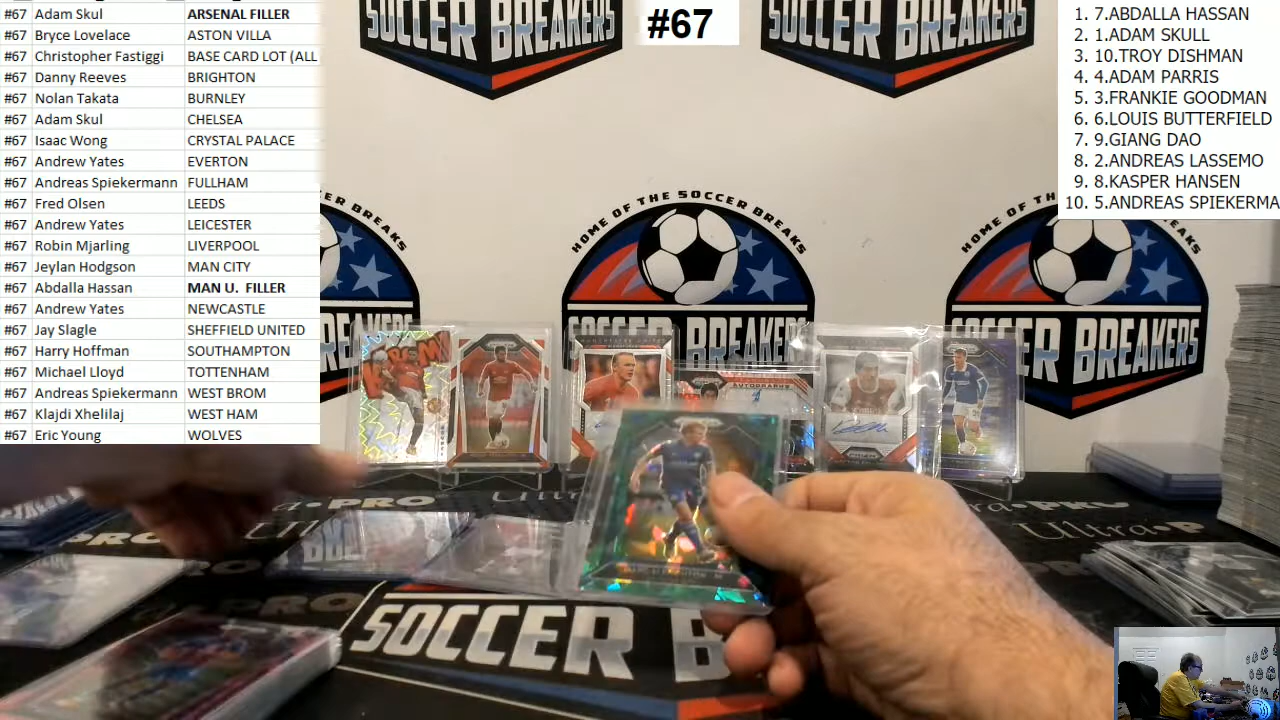 #67 Adam Skul ARSENAL FILLER
#67 Bryce Lovelace ASTON VILLA
#67 Christopher Fastiggi BASE CARD LOT (ALL
#67 Danny Reeves BRIGHTON
#67 Nolan Takata BURNLEY
#67 Adam Skul CHELSEA
#67 Isaac Wong CRYSTAL PALACE
#67 Andrew Yates EVERTON
#67 Andreas Spiekermann FULLHAM
#67 Fred Olsen LEEDS
#67 Andrew Yates LEICESTER
#67 Robin Mjarling LIVERPOOL
#67 Jeylan Hodgson MAN CITY
#67 Abdalla Hassan MAN U. FILLER
#67 Andrew Yates NEWCASTLE
#67 Jay Slagle SHEFFIELD UNITED
#67 Harry Hoffman SOUTHAMPTON
#67 Michael Lloyd TOTTENHAM
#67 Andreas Spiekermann WEST BROM
#67 Klajdi Xhelilaj WEST HAM
#67 Eric Young WOLVES
#67
1. 7.ABDALLA HASSAN
2. 1.ADAM SKULL
3. 10.TROY DISHMAN
4. 4.ADAM PARRIS
5. 3.FRANKIE GOODMAN
6. 6.LOUIS BUTTERFIELD
7. 9.GIANG DAO
8. 2.ANDREAS LASSEMO
9. 8.KASPER HANSEN
10. 5.ANDREAS SPIEKERMA
SOCCER BREAKERS
SOCCER BREAKERS
HOME OF THE SOCCER BREAKS
SOCCER BREAKERS
SOCCER BREAKERS
SOCCER B